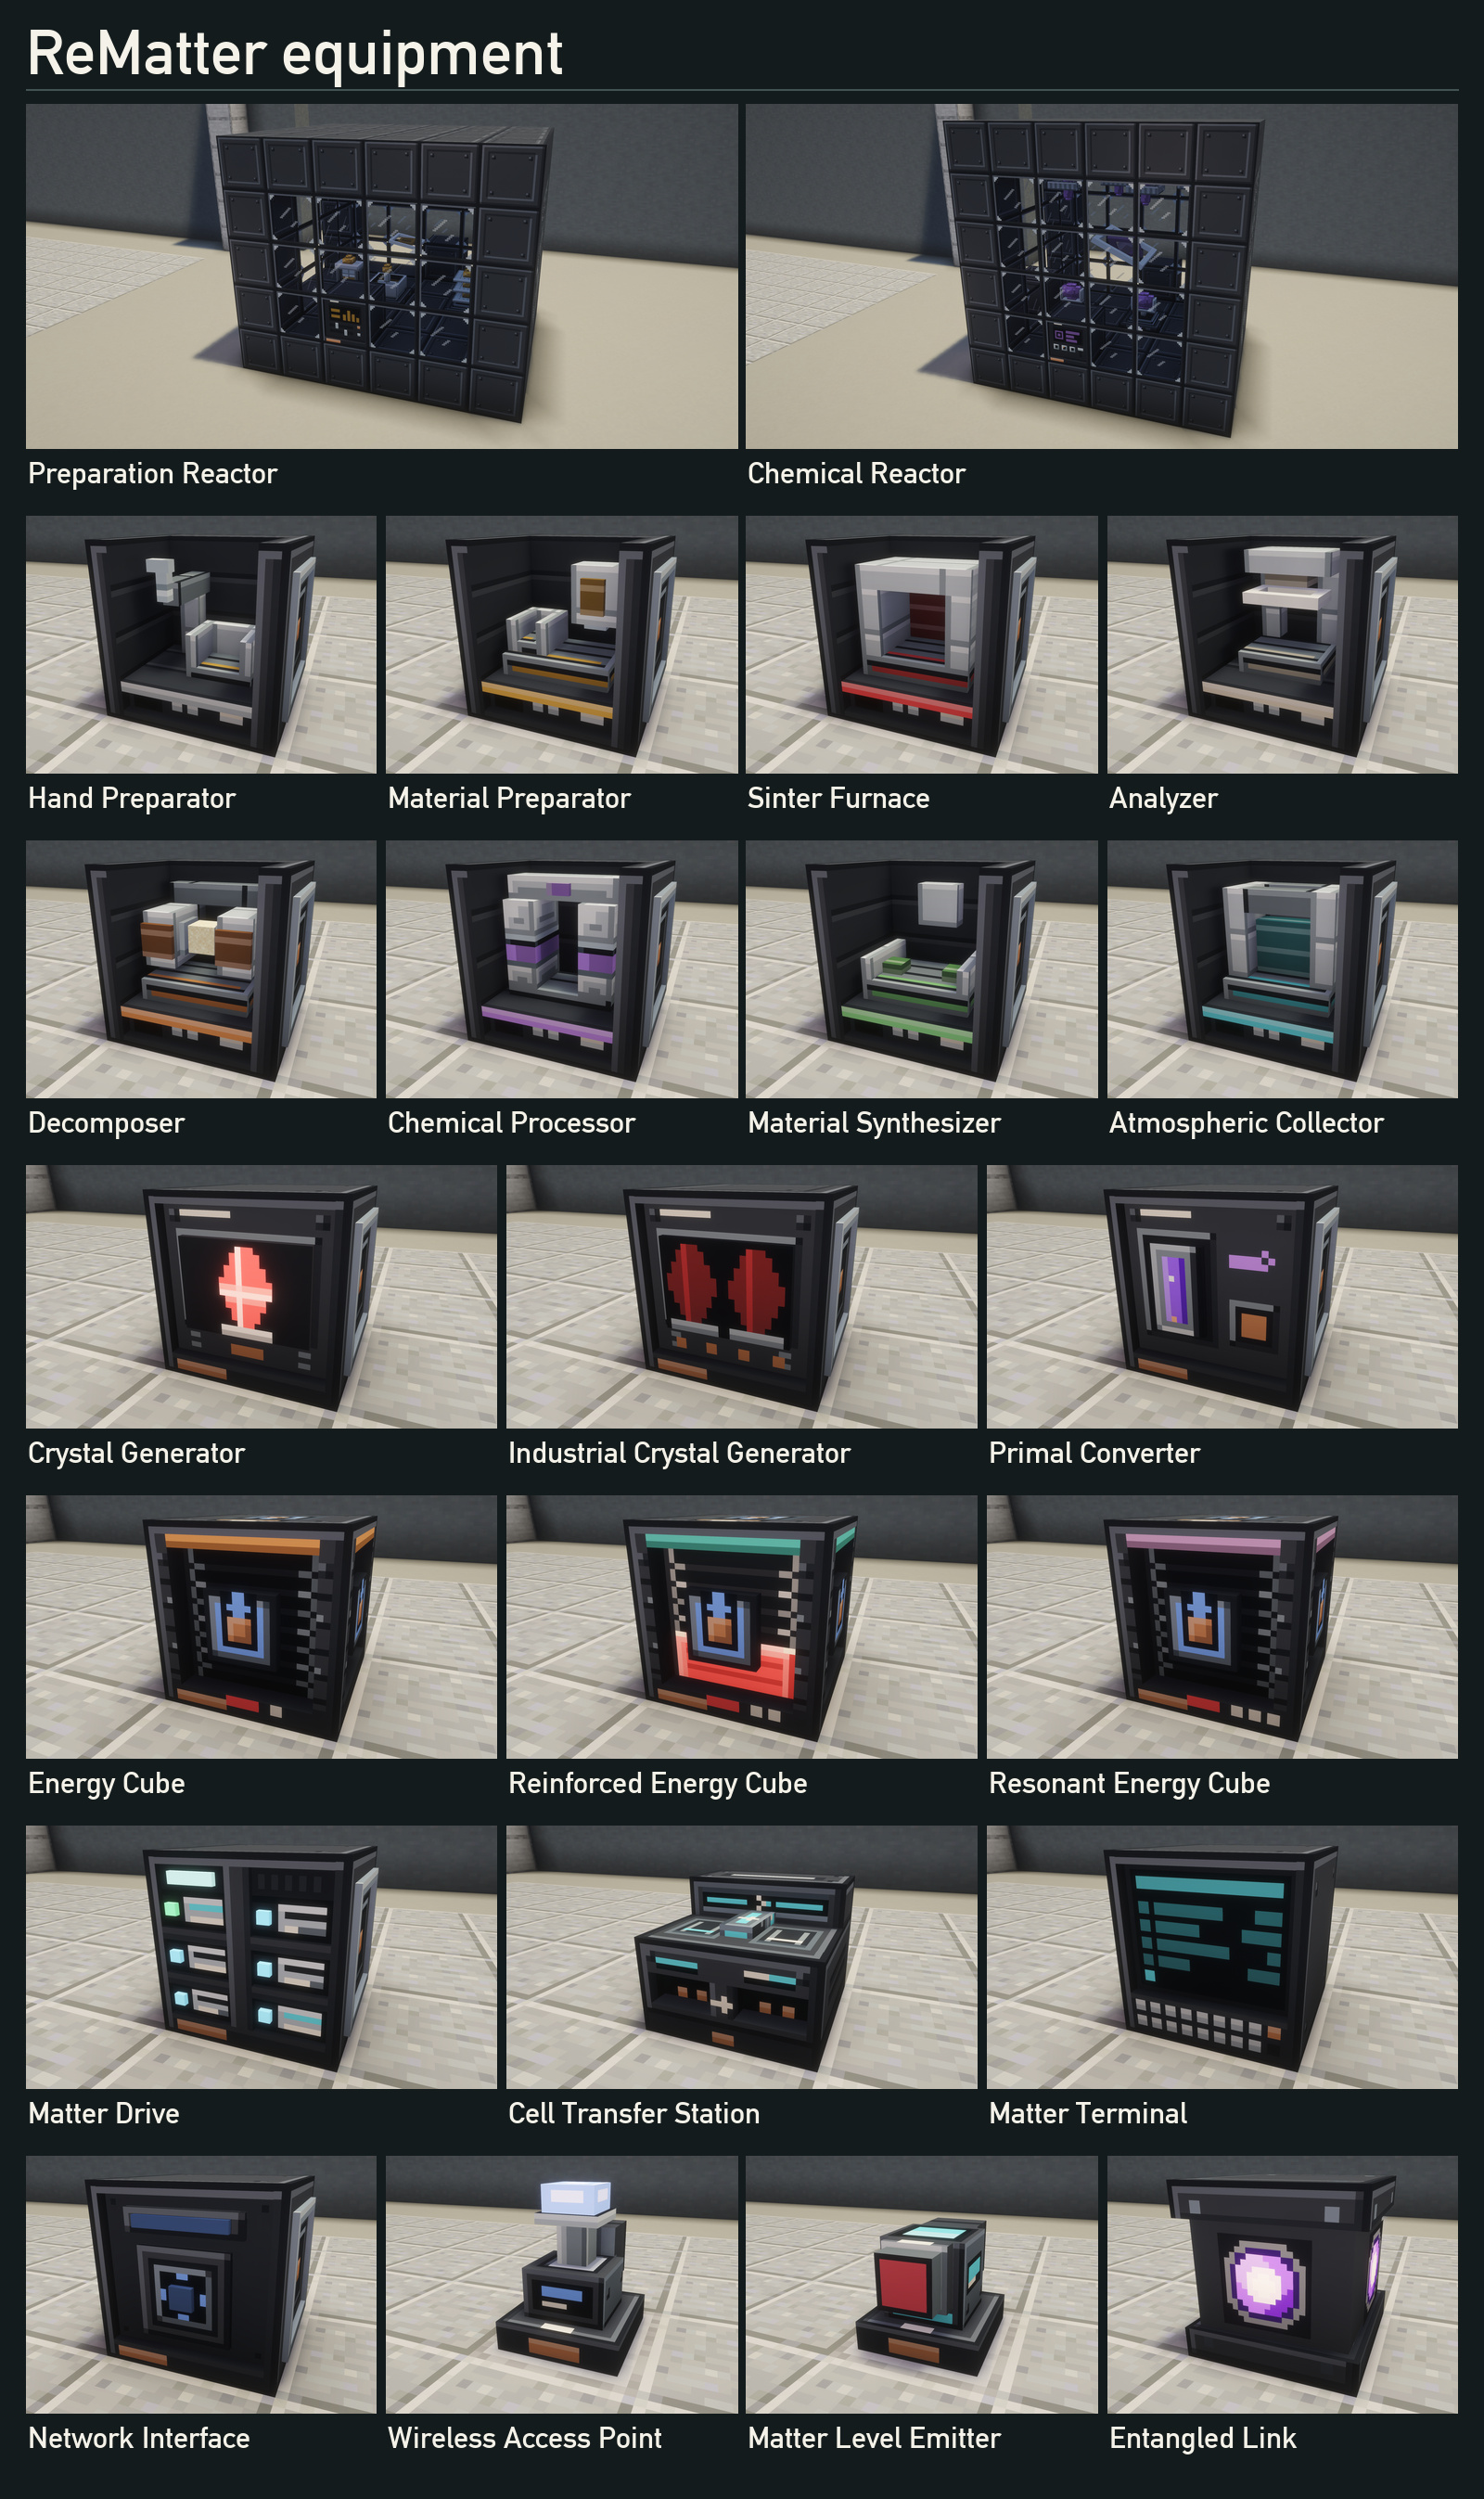 ReMatter equipment
Preparation Reactor
Chemical Reactor
Hand Preparator
Material Preparator
Sinter Furnace
Analyzer
Decomposer
Chemical Processor
Material Synthesizer
Atmospheric Collector
Crystal Generator
Industrial Crystal Generator
Primal Converter
Energy Cube
Reinforced Energy Cube
Resonant Energy Cube
Matter Drive
Cell Transfer Station
Matter Terminal
Network Interface
Wireless Access Point
Matter Level Emitter
Entangled Link